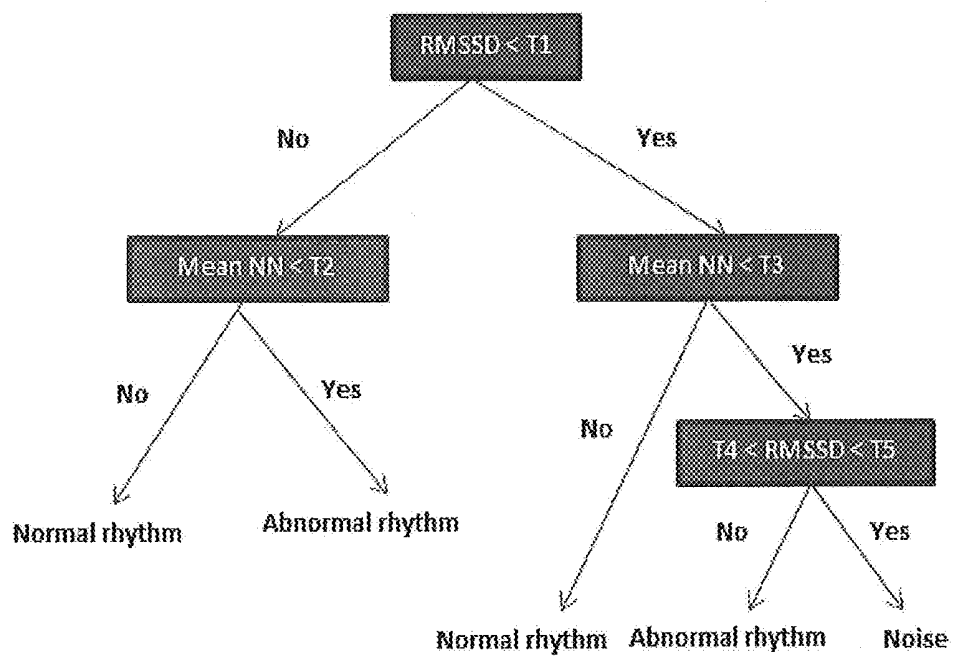 RMSSD < T1
No
Yes
Mean NN < T2
Mean NN < T3
No
Yes
No
Yes
T4 < RMSSD < T5
Normal rhythm
Abnormal rhythm
No
Yes
Normal rhythm
Abnormal rhythm
Noise